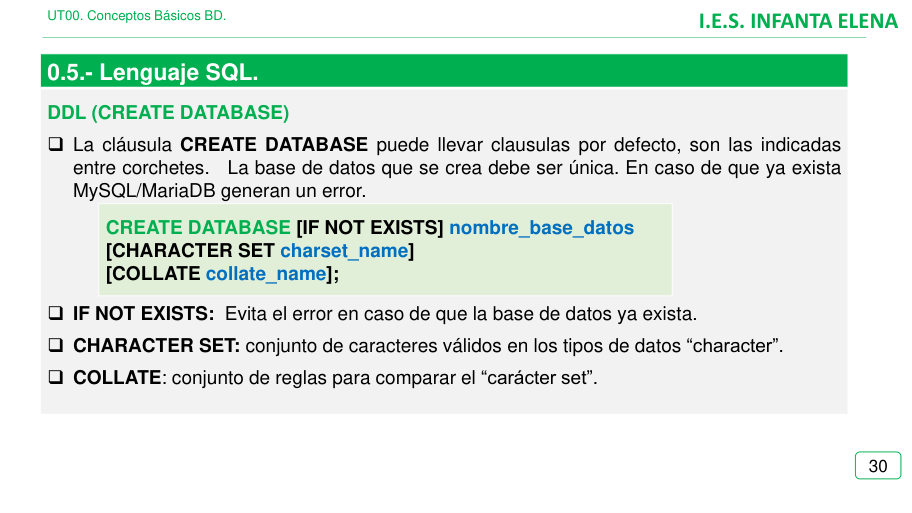 UT00. Conceptos Básicos BD.
I.E.S. INFANTA ELENA
0.5.- Lenguaje SQL.
DDL (CREATE DATABASE)
❑ La cláusula CREATE DATABASE puede llevar clausulas por defecto, son las indicadas
entre corchetes. La base de datos que se crea debe ser única. En caso de que ya exista
MySQL/MariaDB generan un error.
CREATE DATABASE [IF NOT EXISTS] nombre_base_datos
[CHARACTER SET charset_name]
[COLLATE collate_name];
❑ IF NOT EXISTS: Evita el error en caso de que la base de datos ya exista.
❑ CHARACTER SET: conjunto de caracteres válidos en los tipos de datos “character”.
❑ COLLATE: conjunto de reglas para comparar el “carácter set”.
30